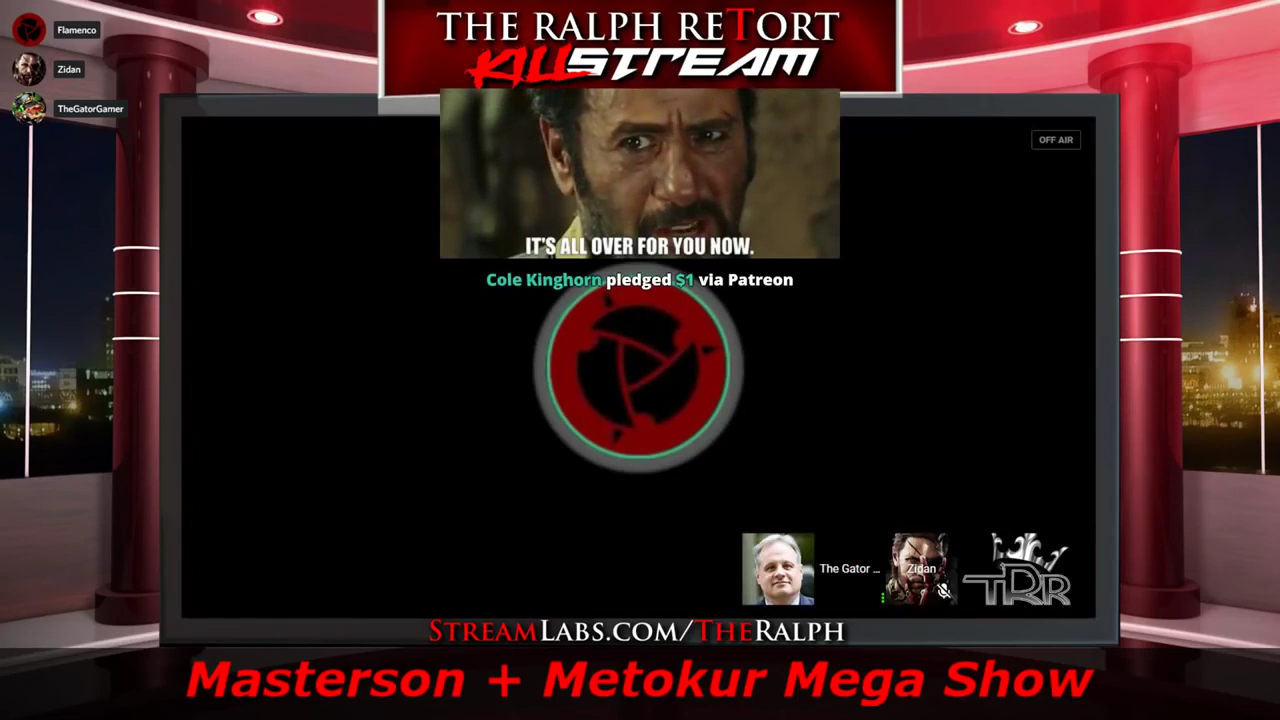 Flamenco
Zidan
TheGatorGamer
THE RALPH RETORT
KILLSTREAM
OFF AIR
IT'S ALL OVER FOR YOU NOW.
Cole Kinghorn pledged $1 via Patreon
The Gator ...
Zidan
TRR
STREAMLABS.COM/THERALPH
Masterson + Metokur Mega Show